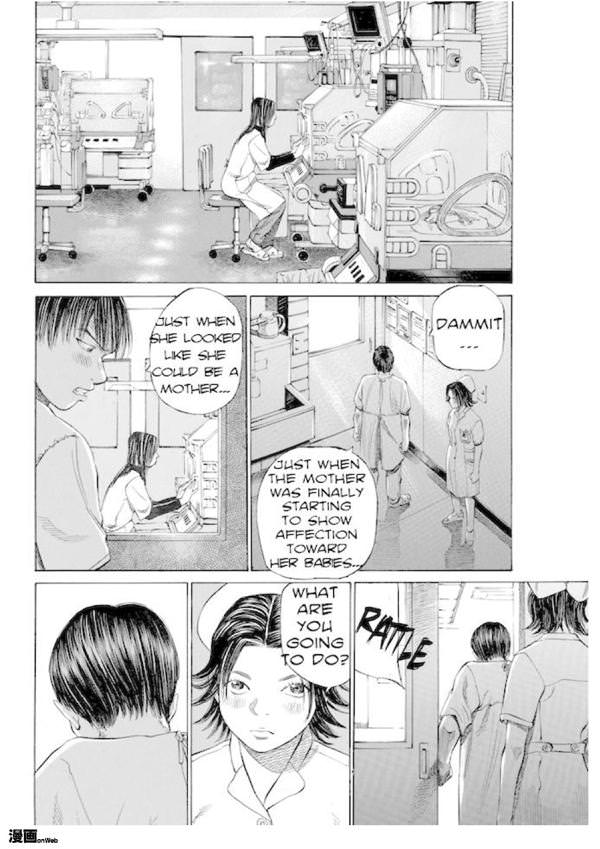 DAMMIT
...
JUST WHEN
THE MOTHER
WAS FINALLY
STARTING
TO SHOW
AFFECTION
TOWARD
HER BABIES...
JUST WHEN
SHE LOOKED
LIKE SHE
COULD BE A
MOTHER...
RATTLE
WHAT
ARE
YOU
GOING
TO DO?
漫画onWeb